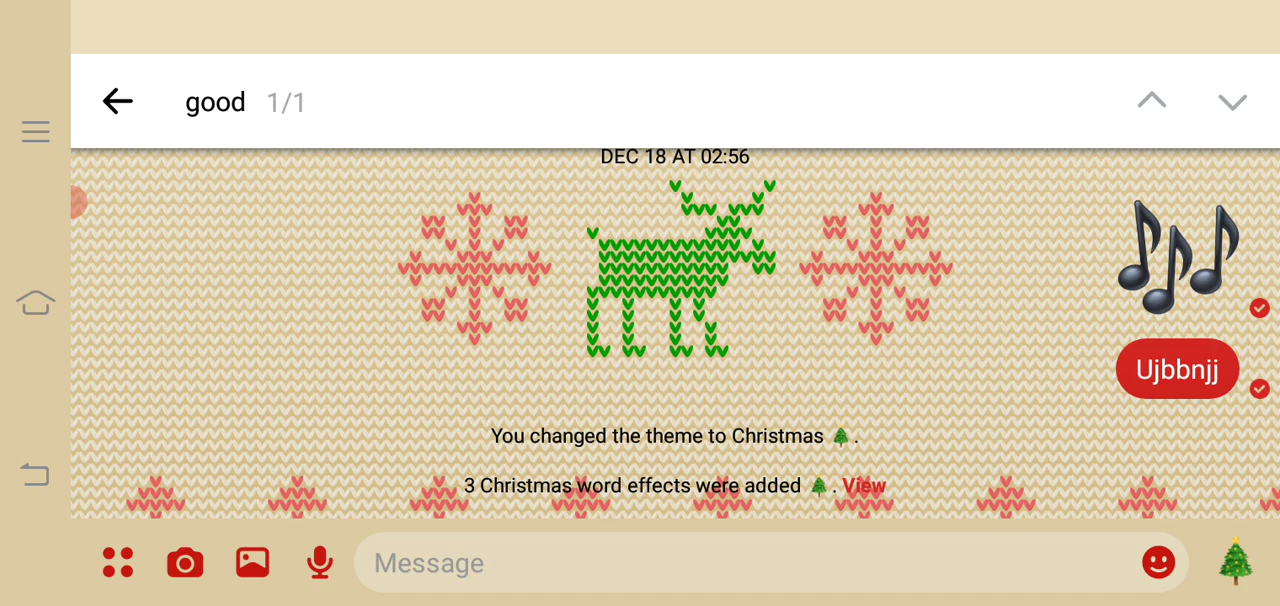 good 1/1
DEC 18 AT 02:56
Ujbbnjj
You changed the theme to Christmas 🎄.
3 Christmas word effects were added 🎄. View
Message